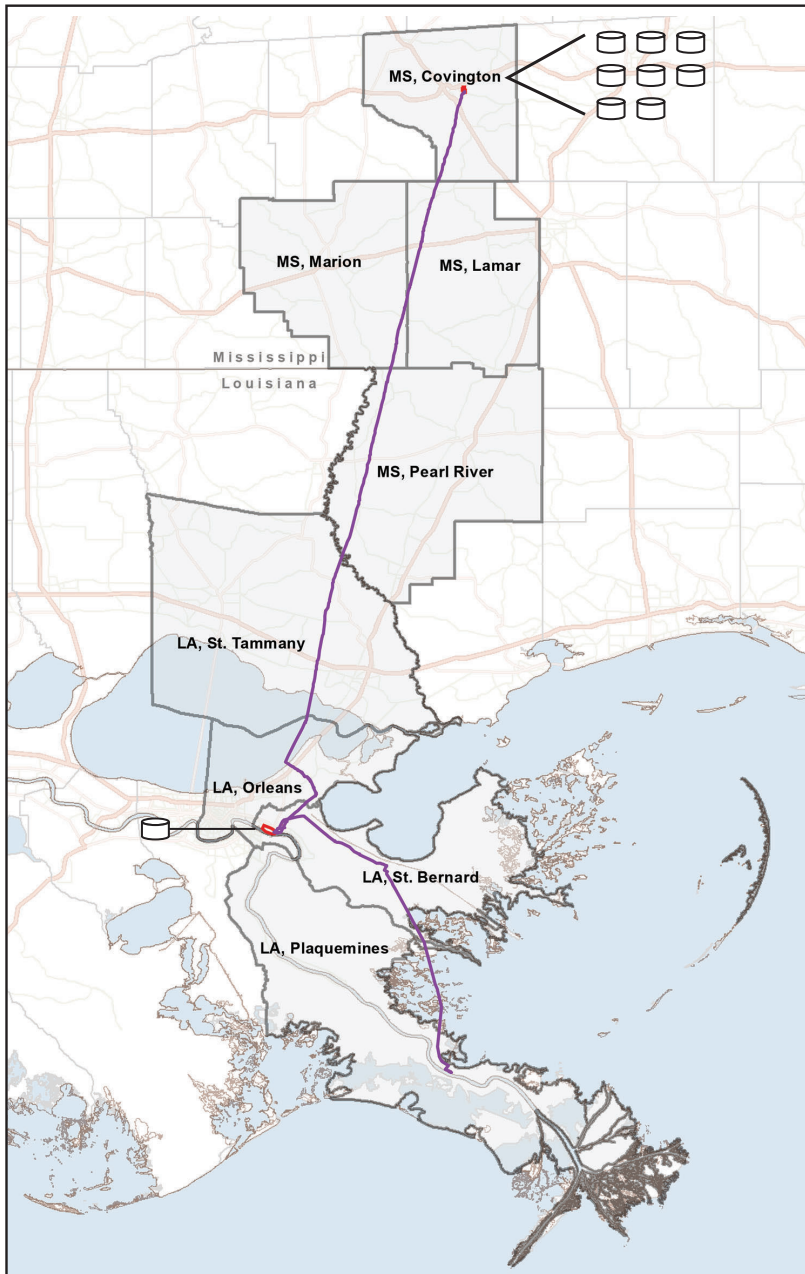 MS, Covington
MS, Marion
MS, Lamar
Mississippi
Louisiana
MS, Pearl River
LA, St. Tammany
LA, Orleans
LA, St. Bernard
LA, Plaquemines